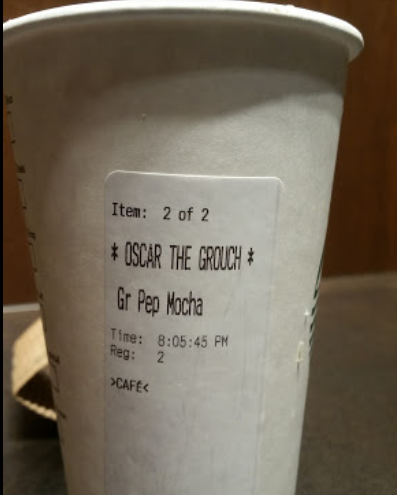 Item: 2 of 2
* OSCAR THE GROUCH *
Gr Pep Mocha
Time: 8:05:45 PM
Reg: 2
>CAFÉ<